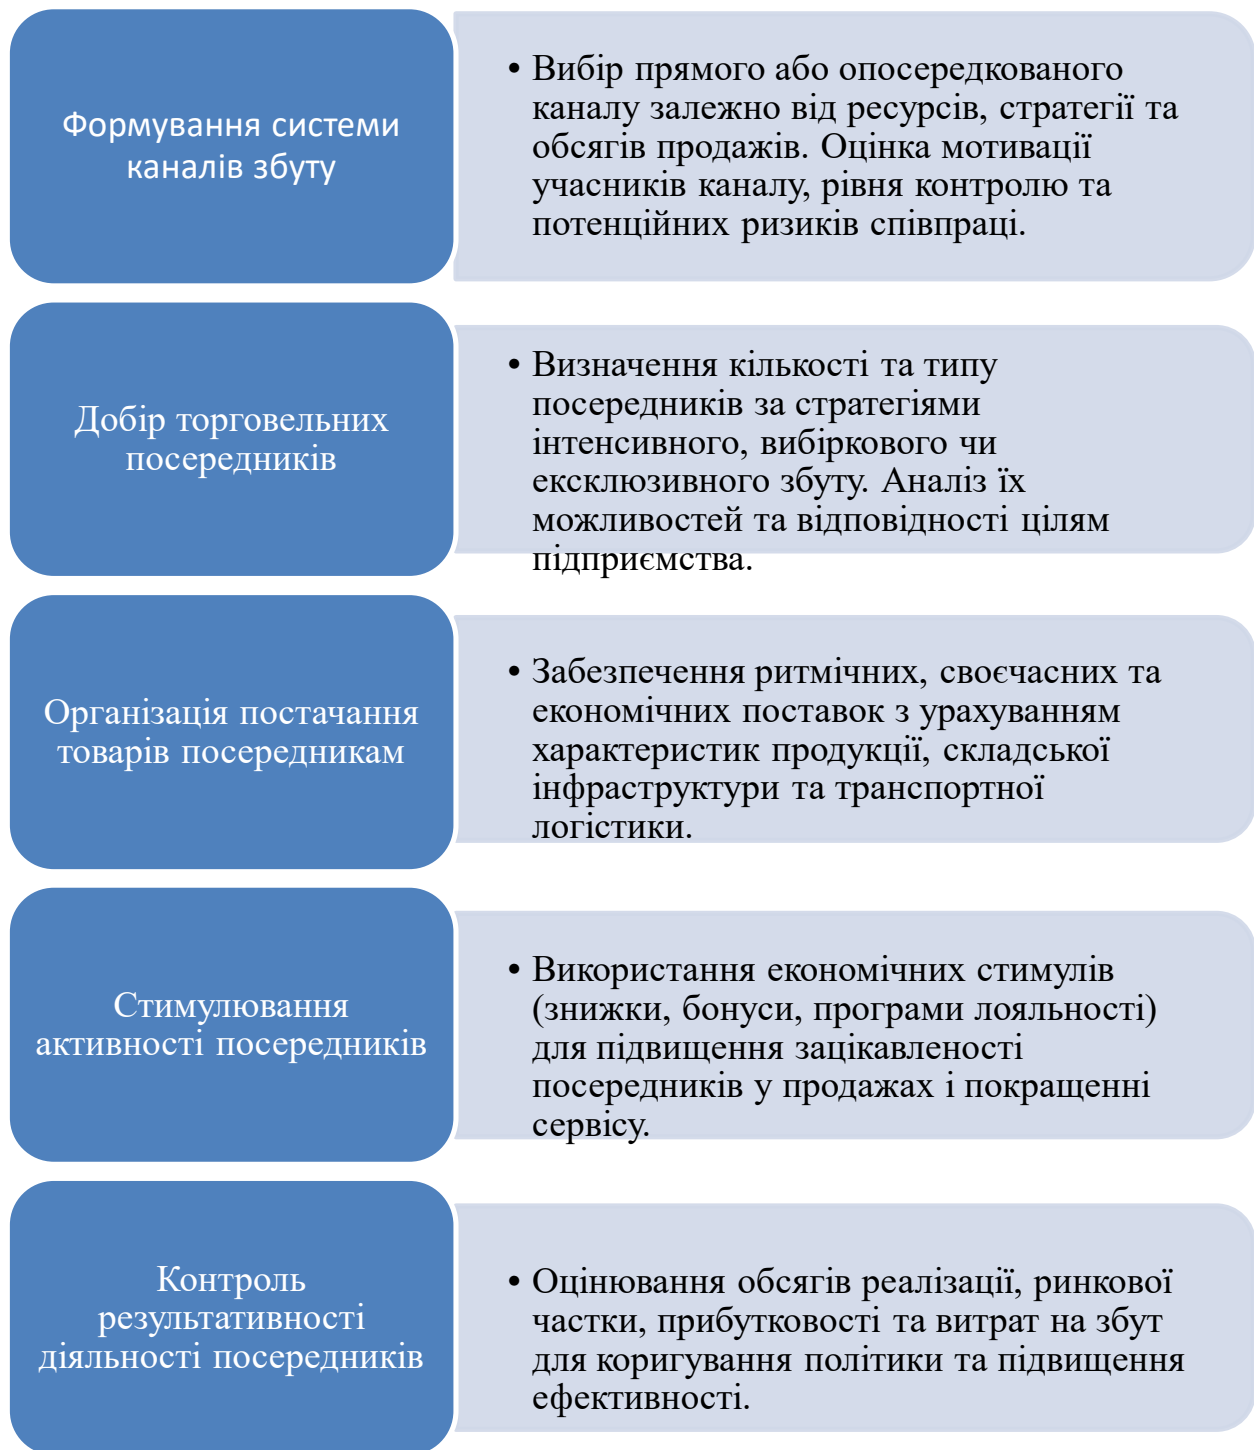 Формування системи
каналів збуту
• Вибір прямого або опосередкованого
каналу залежно від ресурсів, стратегії та
обсягів продажів. Оцінка мотивації
учасників каналу, рівня контролю та
потенційних ризиків співпраці.
Добір торговельних
посередників
• Визначення кількості та типу
посередників за стратегіями
інтенсивного, вибіркового чи
ексклюзивного збуту. Аналіз їх
можливостей та відповідності цілям
підприємства.
Організація постачання
товарів посередникам
• Забезпечення ритмічних, своєчасних та
економічних поставок з урахуванням
характеристик продукції, складської
інфраструктури та транспортної
логістики.
Стимулювання
активності посередників
• Використання економічних стимулів
(знижки, бонуси, програми лояльності)
для підвищення зацікавленості
посередників у продажах і покращенні
сервісу.
Контроль
результативності
діяльності посередників
• Оцінювання обсягів реалізації, ринкової
частки, прибутковості та витрат на збут
для коригування політики та підвищення
ефективності.